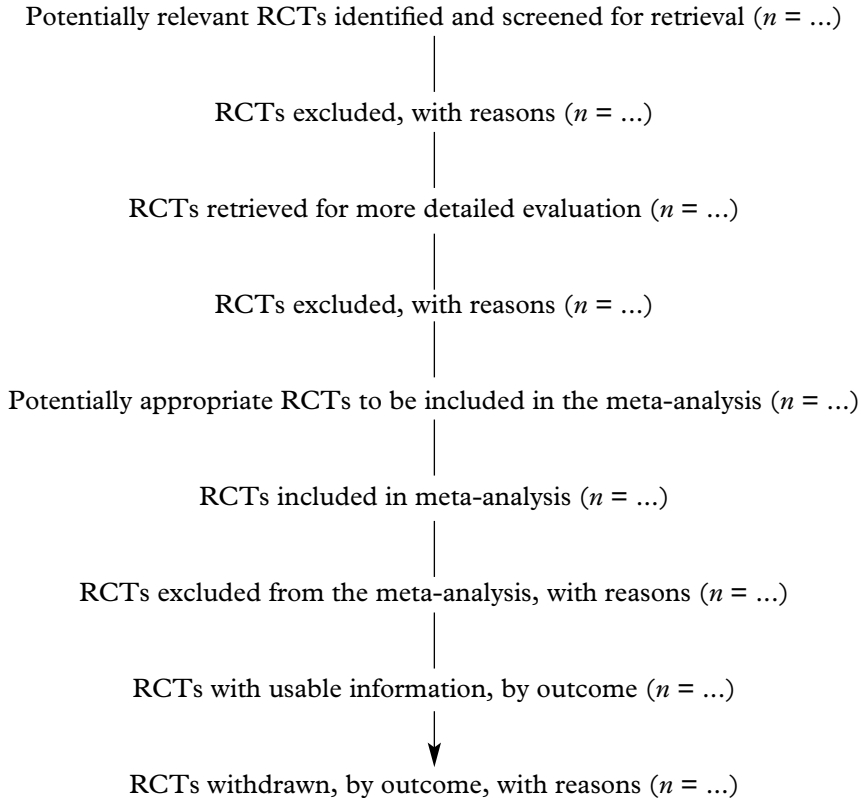 Potentially relevant RCTs identified and screened for retrieval (n = ...)
RCTs excluded, with reasons (n = ...)
RCTs retrieved for more detailed evaluation (n = ...)
RCTs excluded, with reasons (n = ...)
Potentially appropriate RCTs to be included in the meta-analysis (n = ...)
RCTs included in meta-analysis (n = ...)
RCTs excluded from the meta-analysis, with reasons (n = ...)
RCTs with usable information, by outcome (n = ...)
RCTs withdrawn, by outcome, with reasons (n = ...)